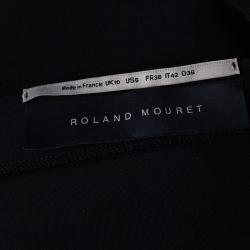 Made in France UK10 US6 FR38 IT42 D36
ROLAND MOURET